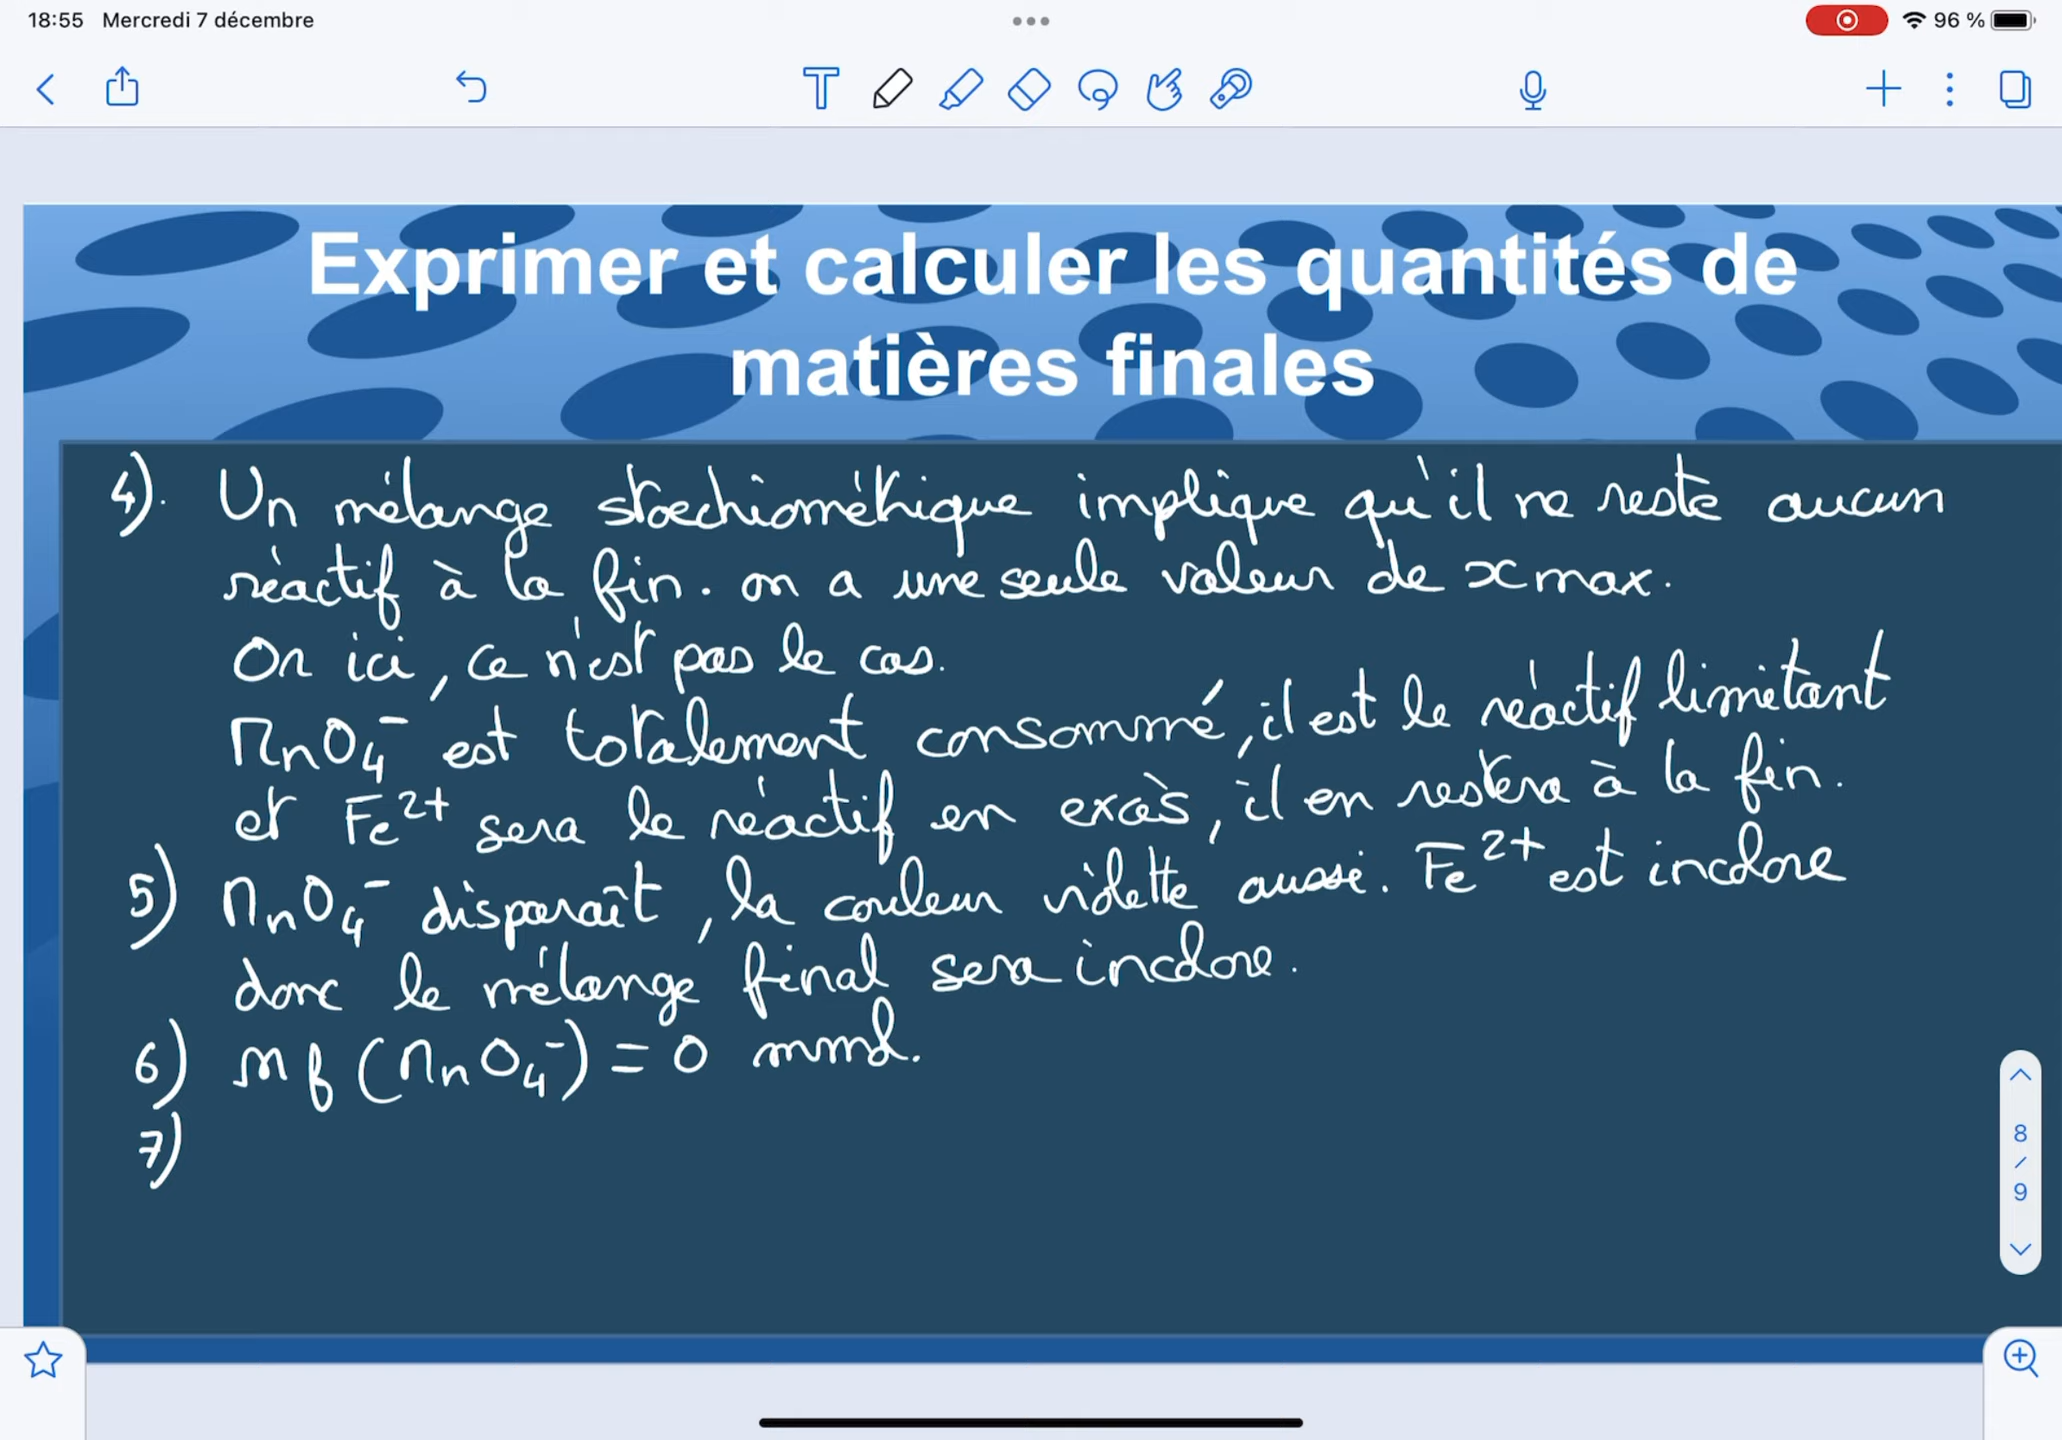 18:55 Mercredi 7 décembre
96 %
Exprimer et calculer les quantités de
matières finales
4). Un mélange stoechiométrique implique qu'il ne reste aucun
réactif à la fin. on a une seule valeur de xmax.
Or ici, ce n'est pas le cas.
MnO₄⁻ est totalement consommé, il est le réactif limitant
et Fe²⁺ sera le réactif en excès, il en restera à la fin.
5) MnO₄⁻ disparaît, la couleur violette aussi. Fe²⁺ est incolore
donc le mélange final sera incolore.
6) nf (MnO₄⁻) = 0 mmol.
7)
8
/
9